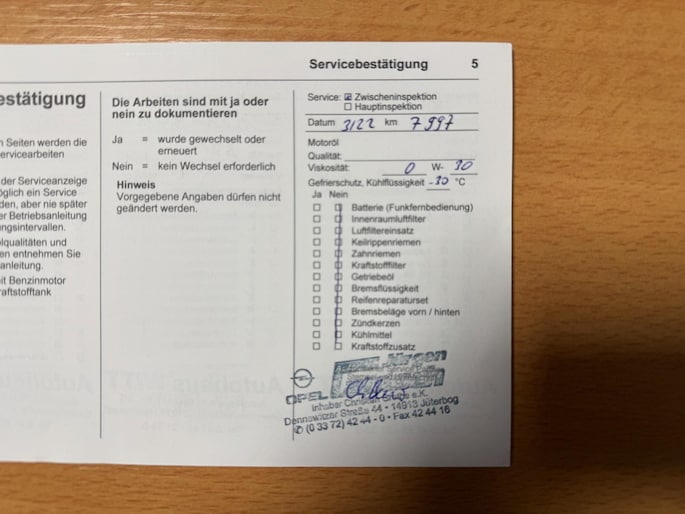 Servicebestätigung 5
estätigung
n Seiten werden die
ervicearbeiten
der Serviceanzeige
öglich ein Service
den, aber nie später
er Betriebsanleitung
ngsintervallen.
lqualitäten und
en entnehmen Sie
anleitung.
it Benzinmotor
raftstofftank
Die Arbeiten sind mit ja oder
nein zu dokumentieren
Ja = wurde gewechselt oder
erneuert
Nein = kein Wechsel erforderlich
Hinweis
Vorgegebene Angaben dürfen nicht
geändert werden.
Service: ☒ Zwischeninspektion
☐ Hauptinspektion
Datum 3/22 km 7997
Motoröl
Qualität:
Viskosität: 0 W- 30
Gefrierschutz, Kühlflüssigkeit -30 °C
Ja Nein
☐ ☐ Batterie (Funkfernbedienung)
☐ ☐ Innenraumluftfilter
☐ ☐ Luftfiltereinsatz
☐ ☐ Keilrippenriemen
☐ ☐ Zahnriemen
☐ ☐ Kraftstofffilter
☐ ☐ Getriebeöl
☐ ☐ Bremsflüssigkeit
☐ ☐ Reifenreparaturset
☐ ☐ Bremsbeläge vorn / hinten
☐ ☐ Zündkerzen
☐ ☐ Kühlmittel
☐ ☐ Kraftstoffzusatz
OPEL
Inhaber e.K.
Dennewitzer Straße 44 - 14913 Jüterbog
✆ (0 33 72) 42 44 - 0 • Fax 42 44 16